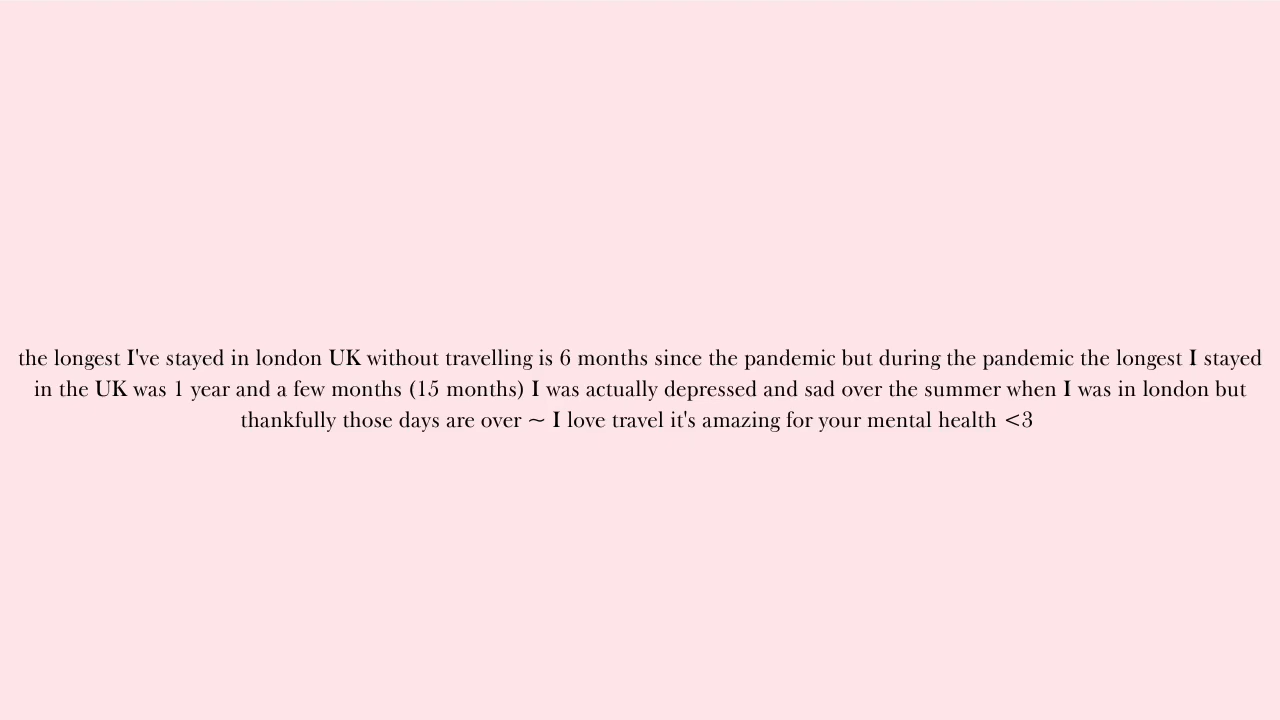 the longest I've stayed in london UK without travelling is 6 months since the pandemic but during the pandemic the longest I stayed
in the UK was 1 year and a few months (15 months) I was actually depressed and sad over the summer when I was in london but
thankfully those days are over ~ I love travel it's amazing for your mental health <3